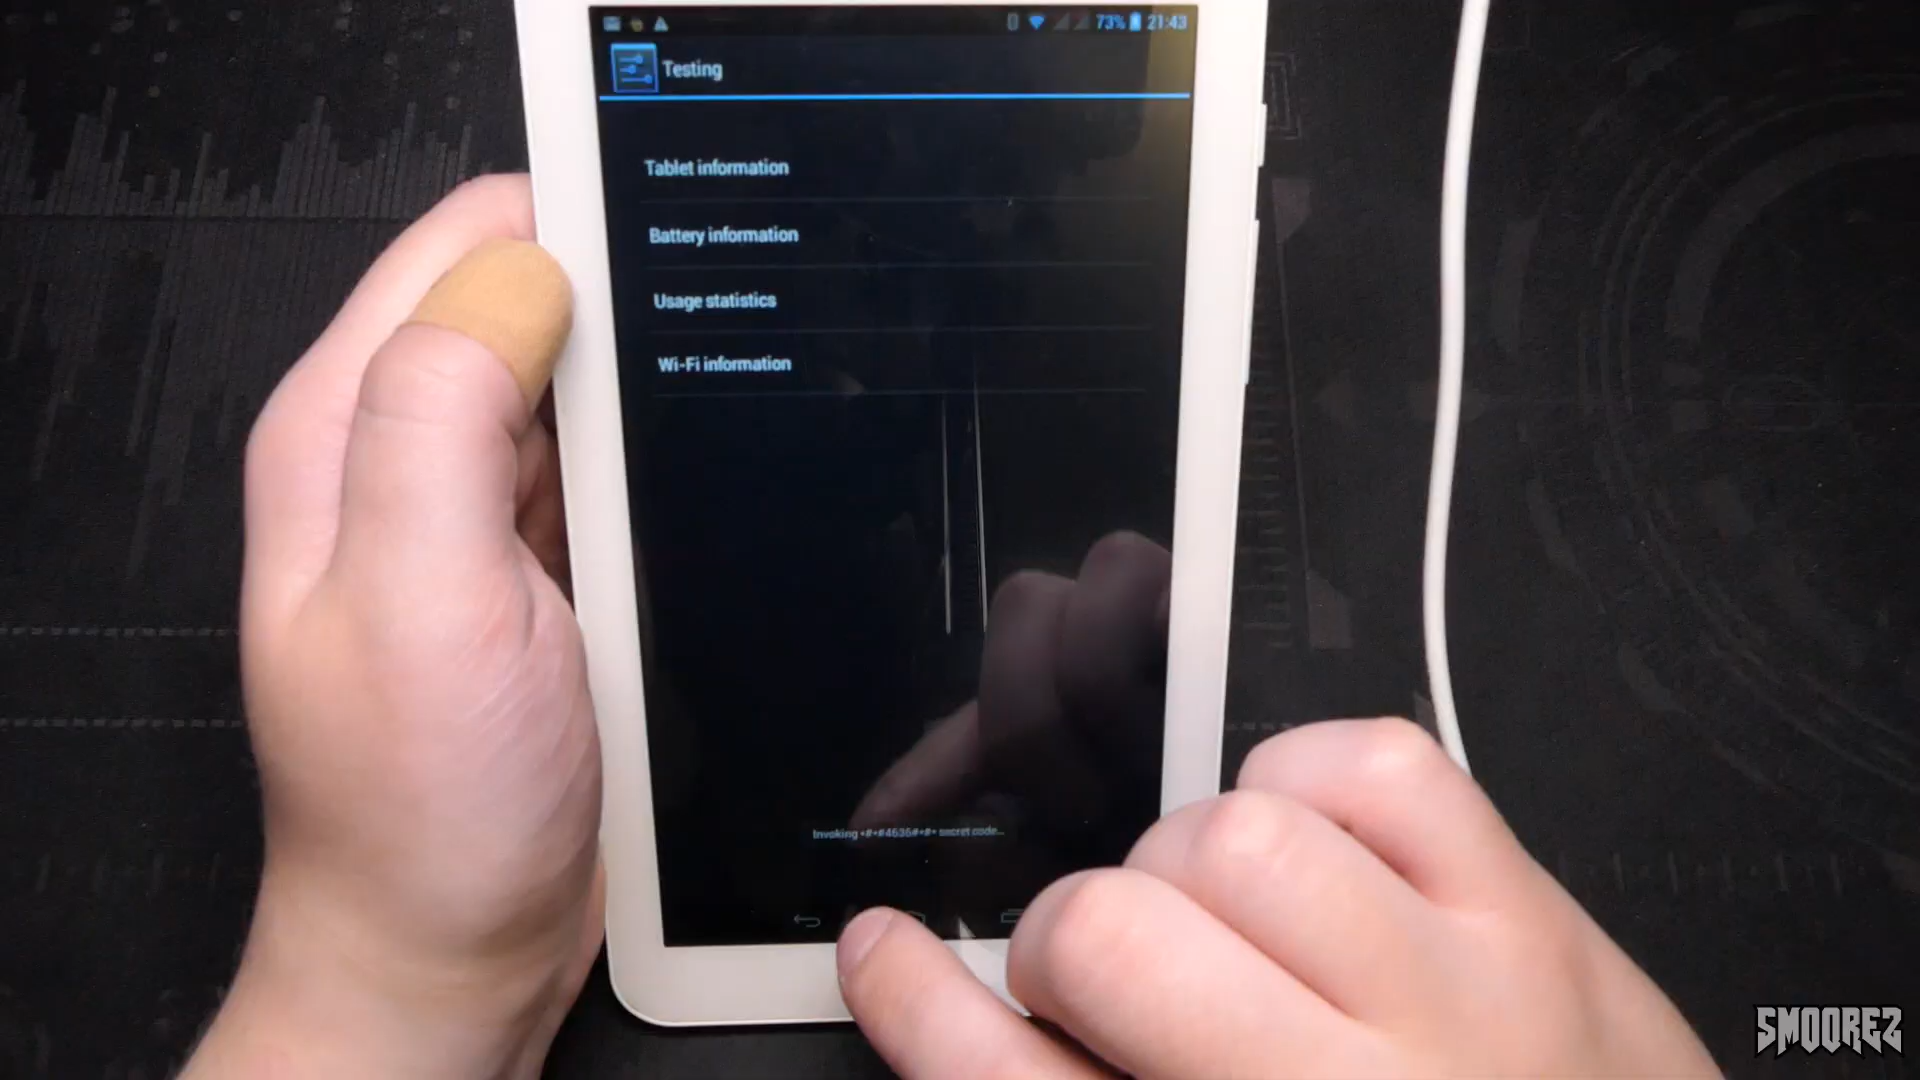 73% 21:43
Testing
Tablet information
Battery information
Usage statistics
Wi-Fi information
Invoking *#*#4636#*#* secret code...
SMOOREZ